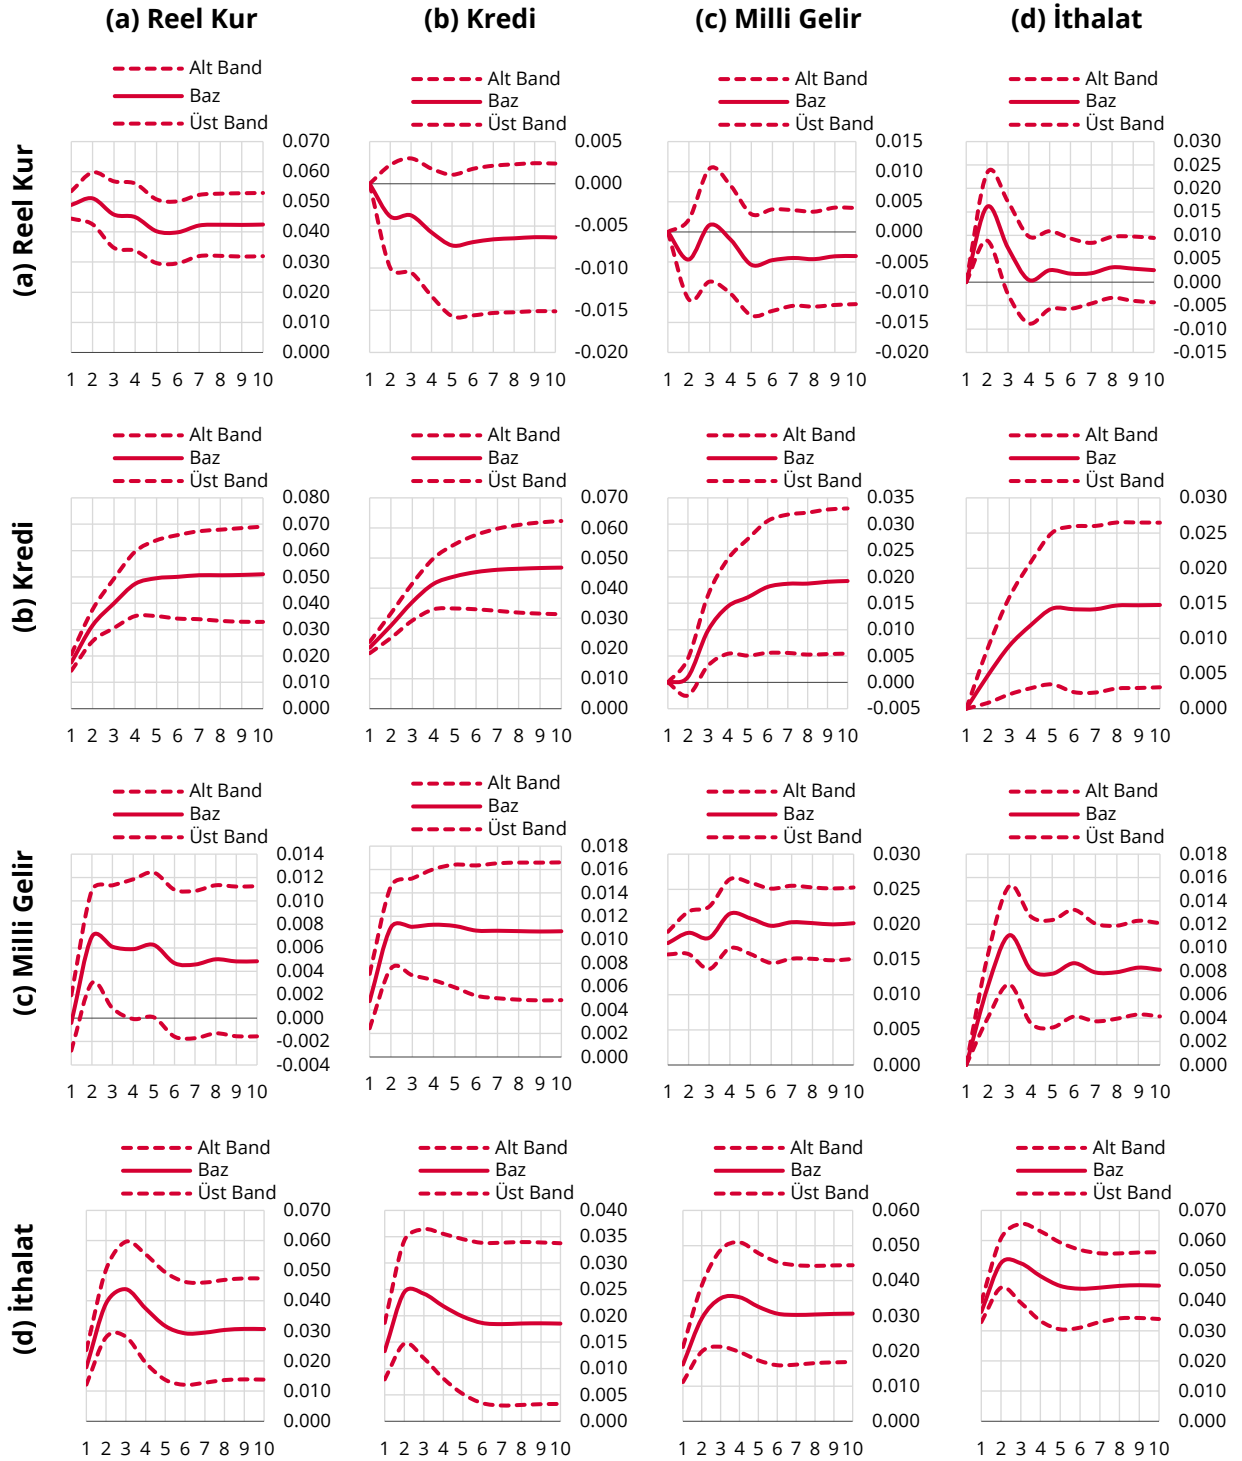 (a) Reel Kur (b) Kredi (c) Milli Gelir (d) İthalat
(a) Reel Kur
Alt Band
Baz
Üst Band
0.070
0.060
0.050
0.040
0.030
0.020
0.010
0.000
1 2 3 4 5 6 7 8 9 10
Alt Band
Baz
Üst Band
0.005
0.000
-0.005
-0.010
-0.015
-0.020
1 2 3 4 5 6 7 8 9 10
Alt Band
Baz
Üst Band
0.015
0.010
0.005
0.000
-0.005
-0.010
-0.015
-0.020
1 2 3 4 5 6 7 8 9 10
Alt Band
Baz
Üst Band
0.030
0.025
0.020
0.015
0.010
0.005
0.000
-0.005
-0.010
-0.015
1 2 3 4 5 6 7 8 9 10
(b) Kredi
Alt Band
Baz
Üst Band
0.080
0.070
0.060
0.050
0.040
0.030
0.020
0.010
0.000
1 2 3 4 5 6 7 8 9 10
Alt Band
Baz
Üst Band
0.070
0.060
0.050
0.040
0.030
0.020
0.010
0.000
1 2 3 4 5 6 7 8 9 10
Alt Band
Baz
Üst Band
0.035
0.030
0.025
0.020
0.015
0.010
0.005
0.000
-0.005
1 2 3 4 5 6 7 8 9 10
Alt Band
Baz
Üst Band
0.030
0.025
0.020
0.015
0.010
0.005
0.000
1 2 3 4 5 6 7 8 9 10
(c) Milli Gelir
Alt Band
Baz
Üst Band
0.014
0.012
0.010
0.008
0.006
0.004
0.002
0.000
-0.002
-0.004
1 2 3 4 5 6 7 8 9 10
Alt Band
Baz
Üst Band
0.018
0.016
0.014
0.012
0.010
0.008
0.006
0.004
0.002
0.000
1 2 3 4 5 6 7 8 9 10
Alt Band
Baz
Üst Band
0.030
0.025
0.020
0.015
0.010
0.005
0.000
1 2 3 4 5 6 7 8 9 10
Alt Band
Baz
Üst Band
0.018
0.016
0.014
0.012
0.010
0.008
0.006
0.004
0.002
0.000
1 2 3 4 5 6 7 8 9 10
(d) İthalat
Alt Band
Baz
Üst Band
0.070
0.060
0.050
0.040
0.030
0.020
0.010
0.000
1 2 3 4 5 6 7 8 9 10
Alt Band
Baz
Üst Band
0.040
0.035
0.030
0.025
0.020
0.015
0.010
0.005
0.000
1 2 3 4 5 6 7 8 9 10
Alt Band
Baz
Üst Band
0.060
0.050
0.040
0.030
0.020
0.010
0.000
1 2 3 4 5 6 7 8 9 10
Alt Band
Baz
Üst Band
0.070
0.060
0.050
0.040
0.030
0.020
0.010
0.000
1 2 3 4 5 6 7 8 9 10